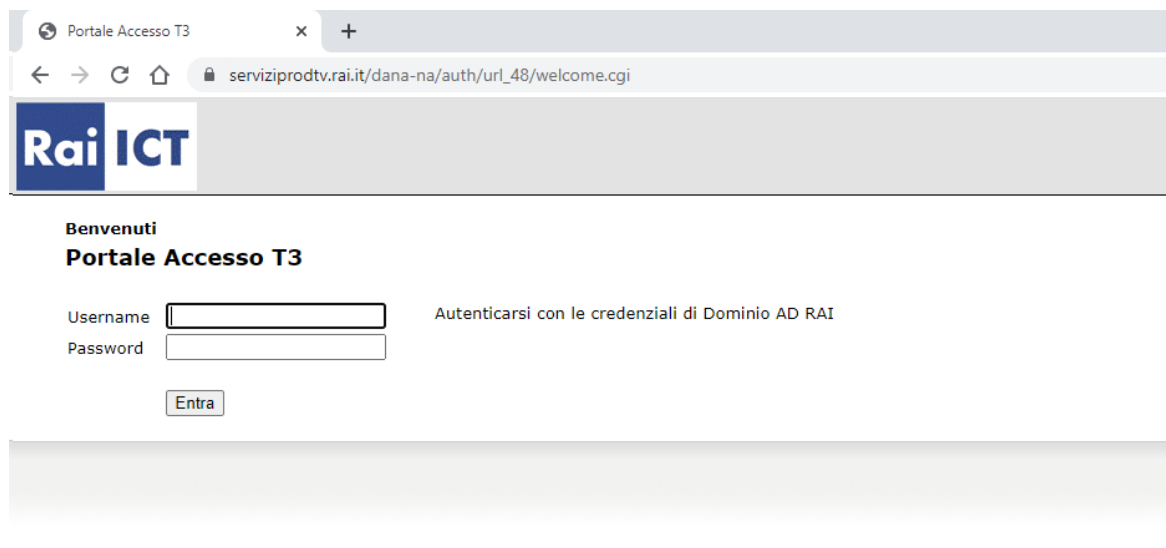 Portale Accesso T3
serviziprodtv.rai.it/dana-na/auth/url_48/welcome.cgi
Rai ICT
Benvenuti
Portale Accesso T3
Username
Autenticarsi con le credenziali di Dominio AD RAI
Password
Entra